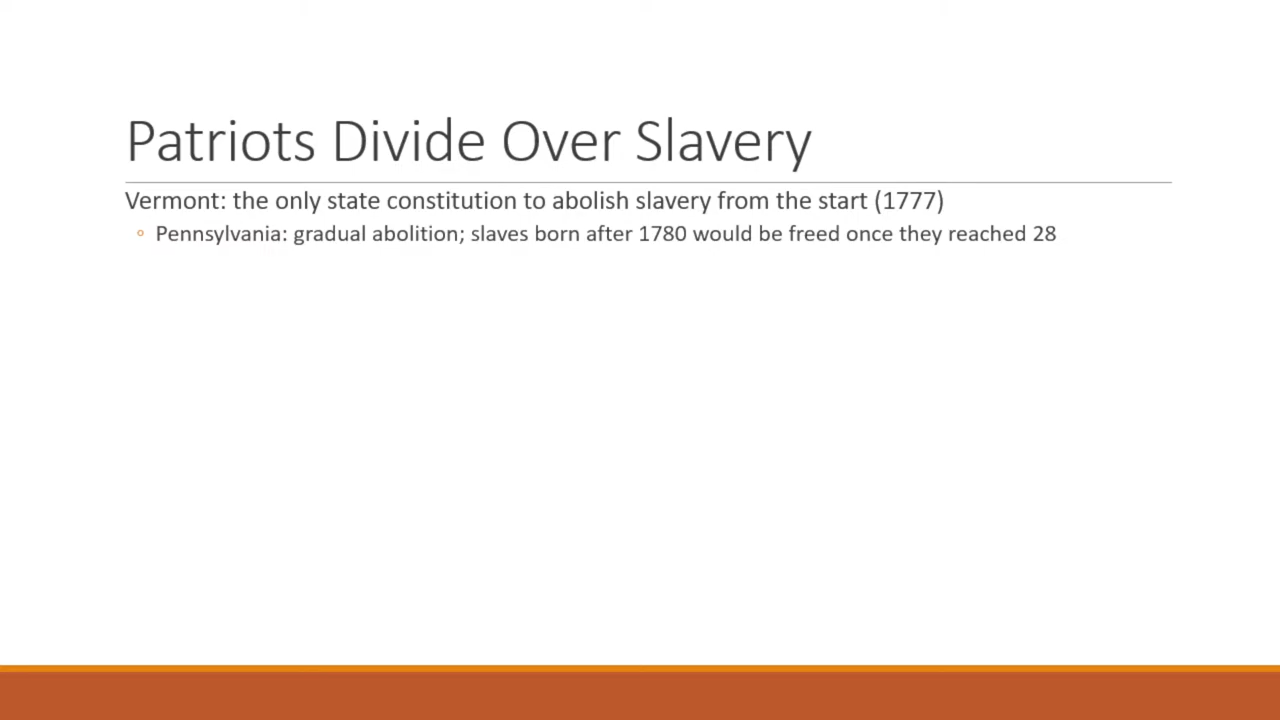 Patriots Divide Over Slavery
Vermont: the only state constitution to abolish slavery from the start (1777)
◦ Pennsylvania: gradual abolition; slaves born after 1780 would be freed once they reached 28